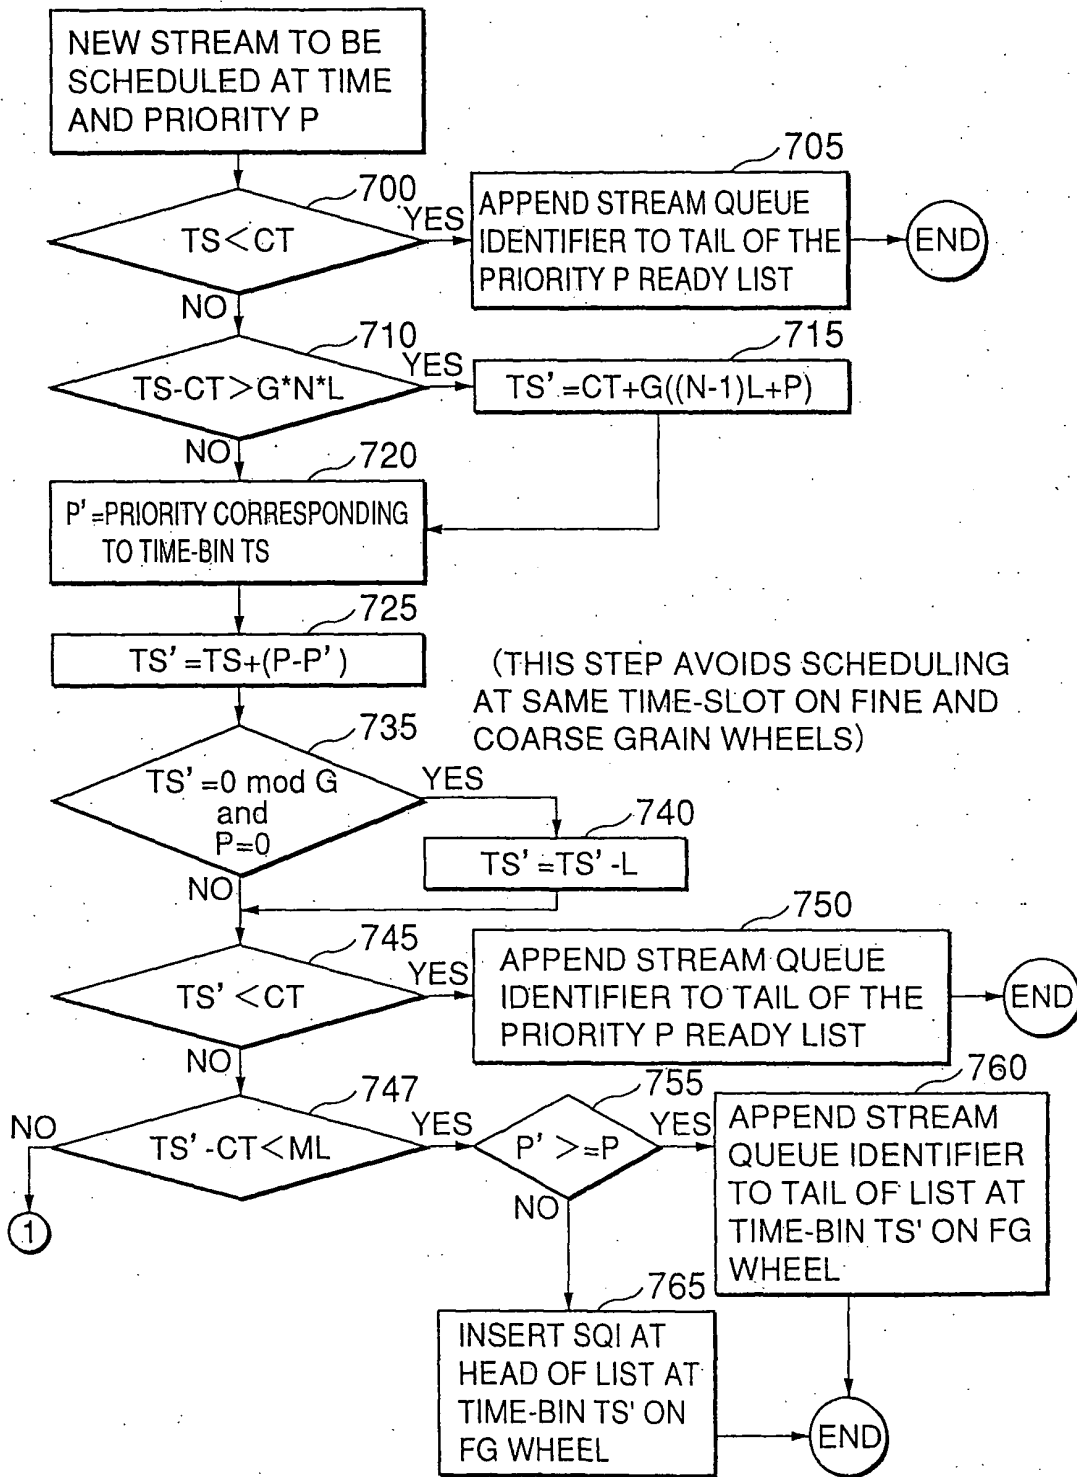 NEW STREAM TO BE
SCHEDULED AT TIME
AND PRIORITY P
700
TS<CT
YES
NO
705
APPEND STREAM QUEUE
IDENTIFIER TO TAIL OF THE
PRIORITY P READY LIST
END
710
TS-CT>G*N*L
YES
NO
715
TS'=CT+G((N-1)L+P)
720
P'=PRIORITY CORRESPONDING
TO TIME-BIN TS
725
TS'=TS+(P-P')
(THIS STEP AVOIDS SCHEDULING
AT SAME TIME-SLOT ON FINE AND
COARSE GRAIN WHEELS)
735
TS'=0 mod G
and
P=0
YES
NO
740
TS'=TS'-L
745
TS'<CT
YES
NO
750
APPEND STREAM QUEUE
IDENTIFIER TO TAIL OF THE
PRIORITY P READY LIST
END
747
TS'-CT<ML
NO
YES
1
755
P'>=P
YES
NO
760
APPEND STREAM
QUEUE IDENTIFIER
TO TAIL OF LIST AT
TIME-BIN TS' ON FG
WHEEL
765
INSERT SQI AT
HEAD OF LIST AT
TIME-BIN TS' ON
FG WHEEL
END